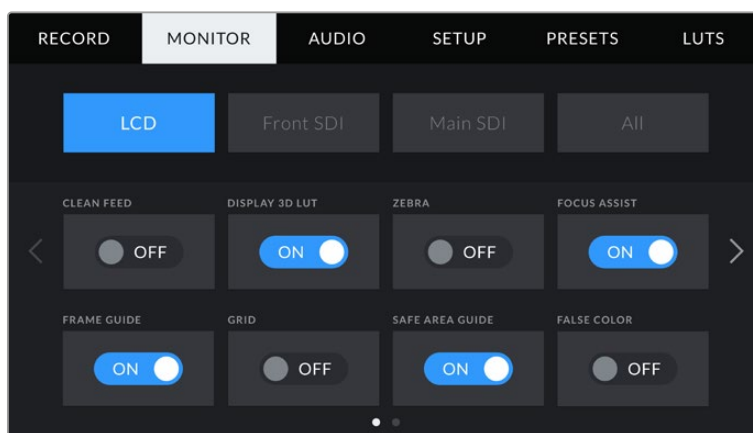 RECORD MONITOR AUDIO SETUP PRESETS LUTS
LCD Front SDI Main SDI All
CLEAN FEED DISPLAY 3D LUT ZEBRA FOCUS ASSIST
OFF ON OFF ON
FRAME GUIDE GRID SAFE AREA GUIDE FALSE COLOR
ON OFF ON OFF